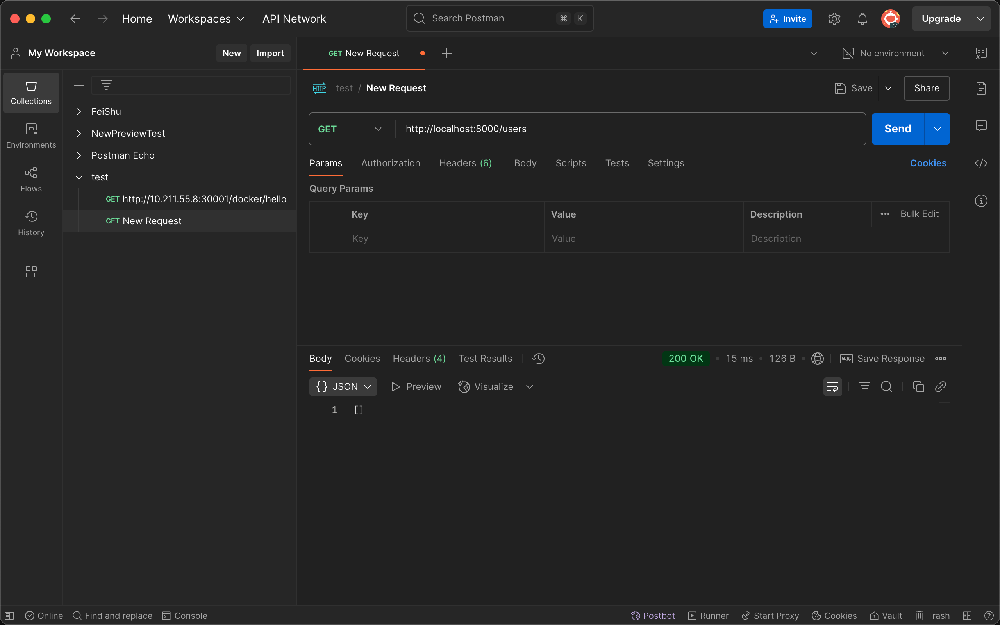 Home Workspaces API Network Search Postman ⌘ K Invite Upgrade
My Workspace New Import GET New Request No environment
Collections
Environments
Flows
History
FeiShu
NewPreviewTest
Postman Echo
test
GET http://10.211.55.8:30001/docker/hello
GET New Request
HTTP test / New Request Save Share
GET http://localhost:8000/users Send
Params Authorization Headers (6) Body Scripts Tests Settings Cookies
Query Params
Key Value Description Bulk Edit
Key Value Description
Body Cookies Headers (4) Test Results 200 OK • 15 ms • 126 B • e.g. Save Response
{} JSON Preview Visualize
1 []
Online Find and replace Console Postbot Runner Start Proxy Cookies Vault Trash